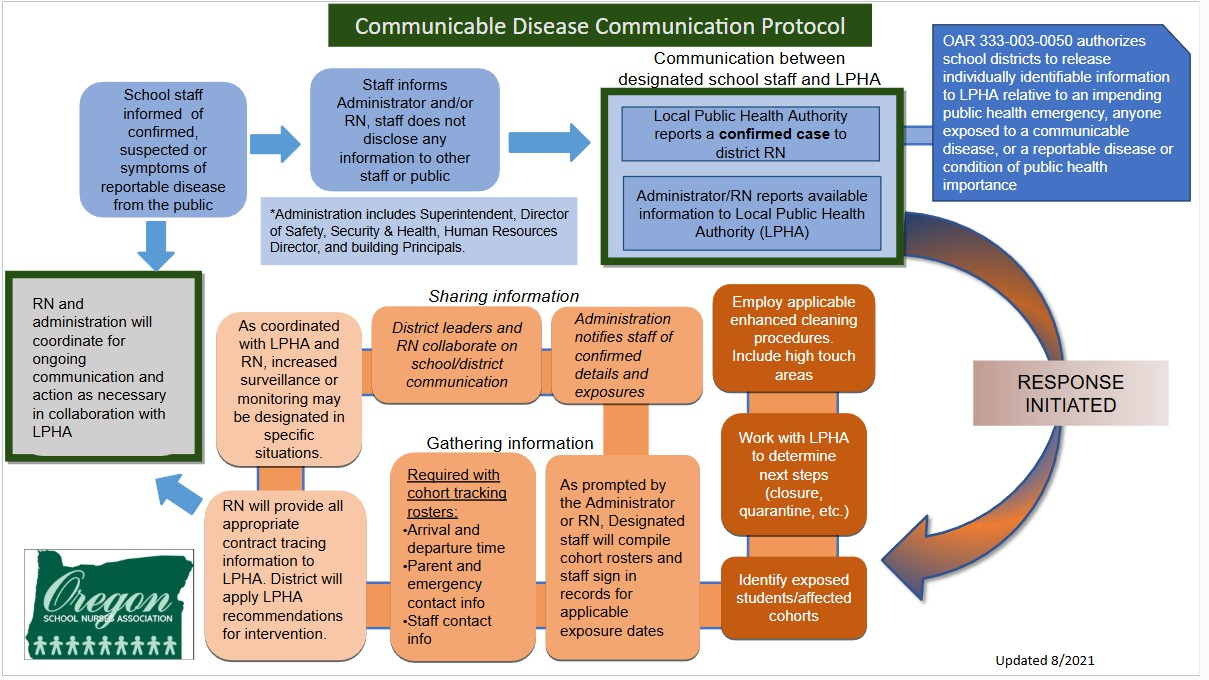 Communicable Disease Communication Protocol
School staff
informed  of
confirmed,
suspected or
symptoms of
reportable disease
from the public
Staff informs
Administrator and/or
RN, staff does not
disclose any
information to other
staff or public
*Administration includes Superintendent, Director
of Safety, Security & Health, Human Resources
Director, and building Principals.
Communication between
designated school staff and LPHA
Local Public Health Authority
reports a confirmed case to
district RN
Administrator/RN reports available
information to Local Public Health
Authority (LPHA)
OAR 333-003-0050 authorizes
school districts to release
individually identifiable information
to LPHA relative to an impending
public health emergency, anyone
exposed to a communicable
disease, or a reportable disease or
condition of public health
importance
RESPONSE
INITIATED
Employ applicable
enhanced cleaning
procedures.
Include high touch
areas
Work with LPHA
to determine
next steps
(closure,
quarantine, etc.)
Identify exposed
students/affected
cohorts
Sharing information
As coordinated
with LPHA and
RN, increased
surveillance or
monitoring may
be designated in
specific
situations.
District leaders and
RN collaborate on
school/district
communication
Administration
notifies staff of
confirmed
details and
exposures
Gathering information
Required with
cohort tracking
rosters:
•Arrival and
departure time
•Parent and
emergency
contact info
•Staff contact
info
As prompted by
the Administrator
or RN, Designated
staff will compile
cohort rosters and
staff sign in
records for
applicable
exposure dates
RN will provide all
appropriate
contract tracing
information to
LPHA. District will
apply LPHA
recommendations
for intervention.
RN and
administration will
coordinate for
ongoing
communication and
action as necessary
in collaboration with
LPHA
Oregon
SCHOOL NURSES ASSOCIATION
Updated 8/2021